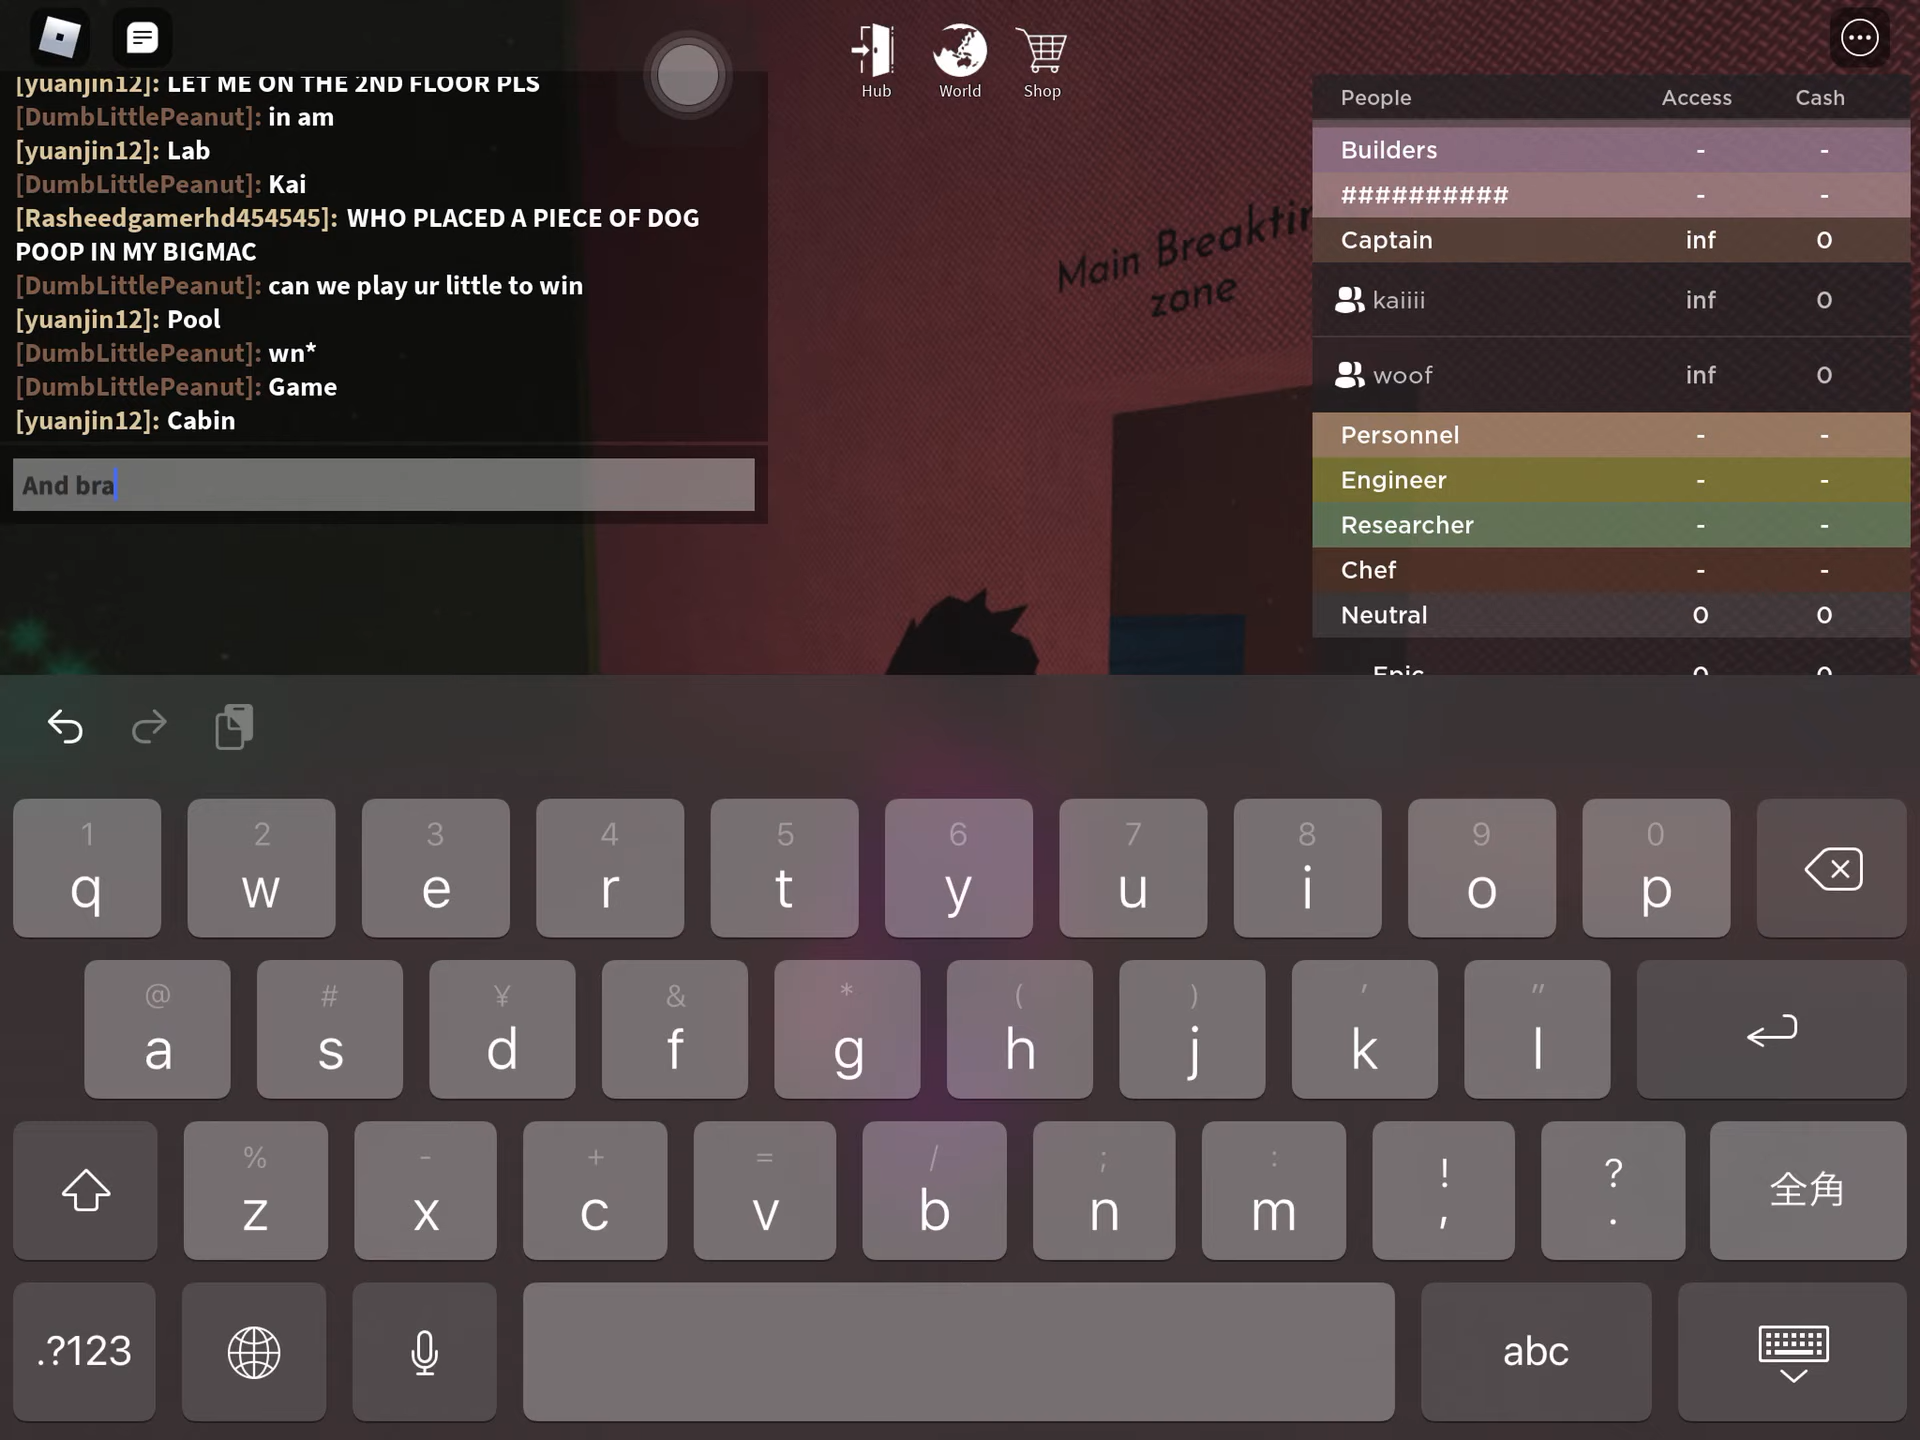 [yuanjin12]: LET ME ON THE 2ND FLOOR PLS
[DumbLittlePeanut]: in am
[yuanjin12]: Lab
[DumbLittlePeanut]: Kai
[Rasheedgamerhd454545]: WHO PLACED A PIECE OF DOG
POOP IN MY BIGMAC
[DumbLittlePeanut]: can we play ur little to win
[yuanjin12]: Pool
[DumbLittlePeanut]: wn*
[DumbLittlePeanut]: Game
[yuanjin12]: Cabin
And bra
Hub World Shop
Main Breaktim
zone
People Access Cash
Builders - -
########## - -
Captain inf 0
kaiiii inf 0
woof inf 0
Personnel - -
Engineer - -
Researcher - -
Chef - -
Neutral 0 0
Epic 0 0
1 2 3 4 5 6 7 8 9 0
q w e r t y u i o p
@ # ¥ & * ( ) ' "
a s d f g h j k l
% - + = / ; : ! ?
z x c v b n m , . 全角
.?123 abc